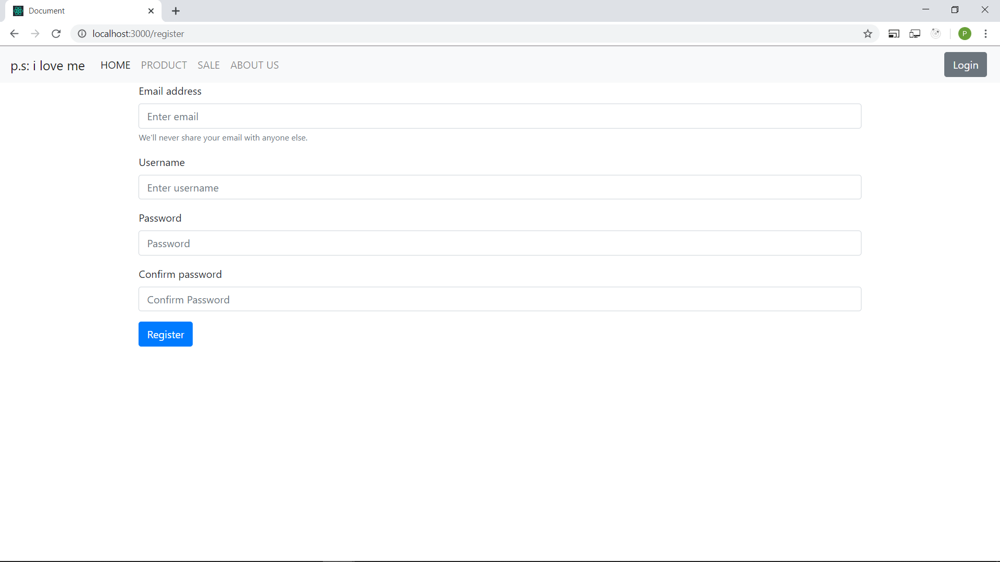 Document
localhost:3000/register
P
p.s: i love me HOME PRODUCT SALE ABOUT US Login
Email address
Enter email
We'll never share your email with anyone else.
Username
Enter username
Password
Password
Confirm password
Confirm Password
Register